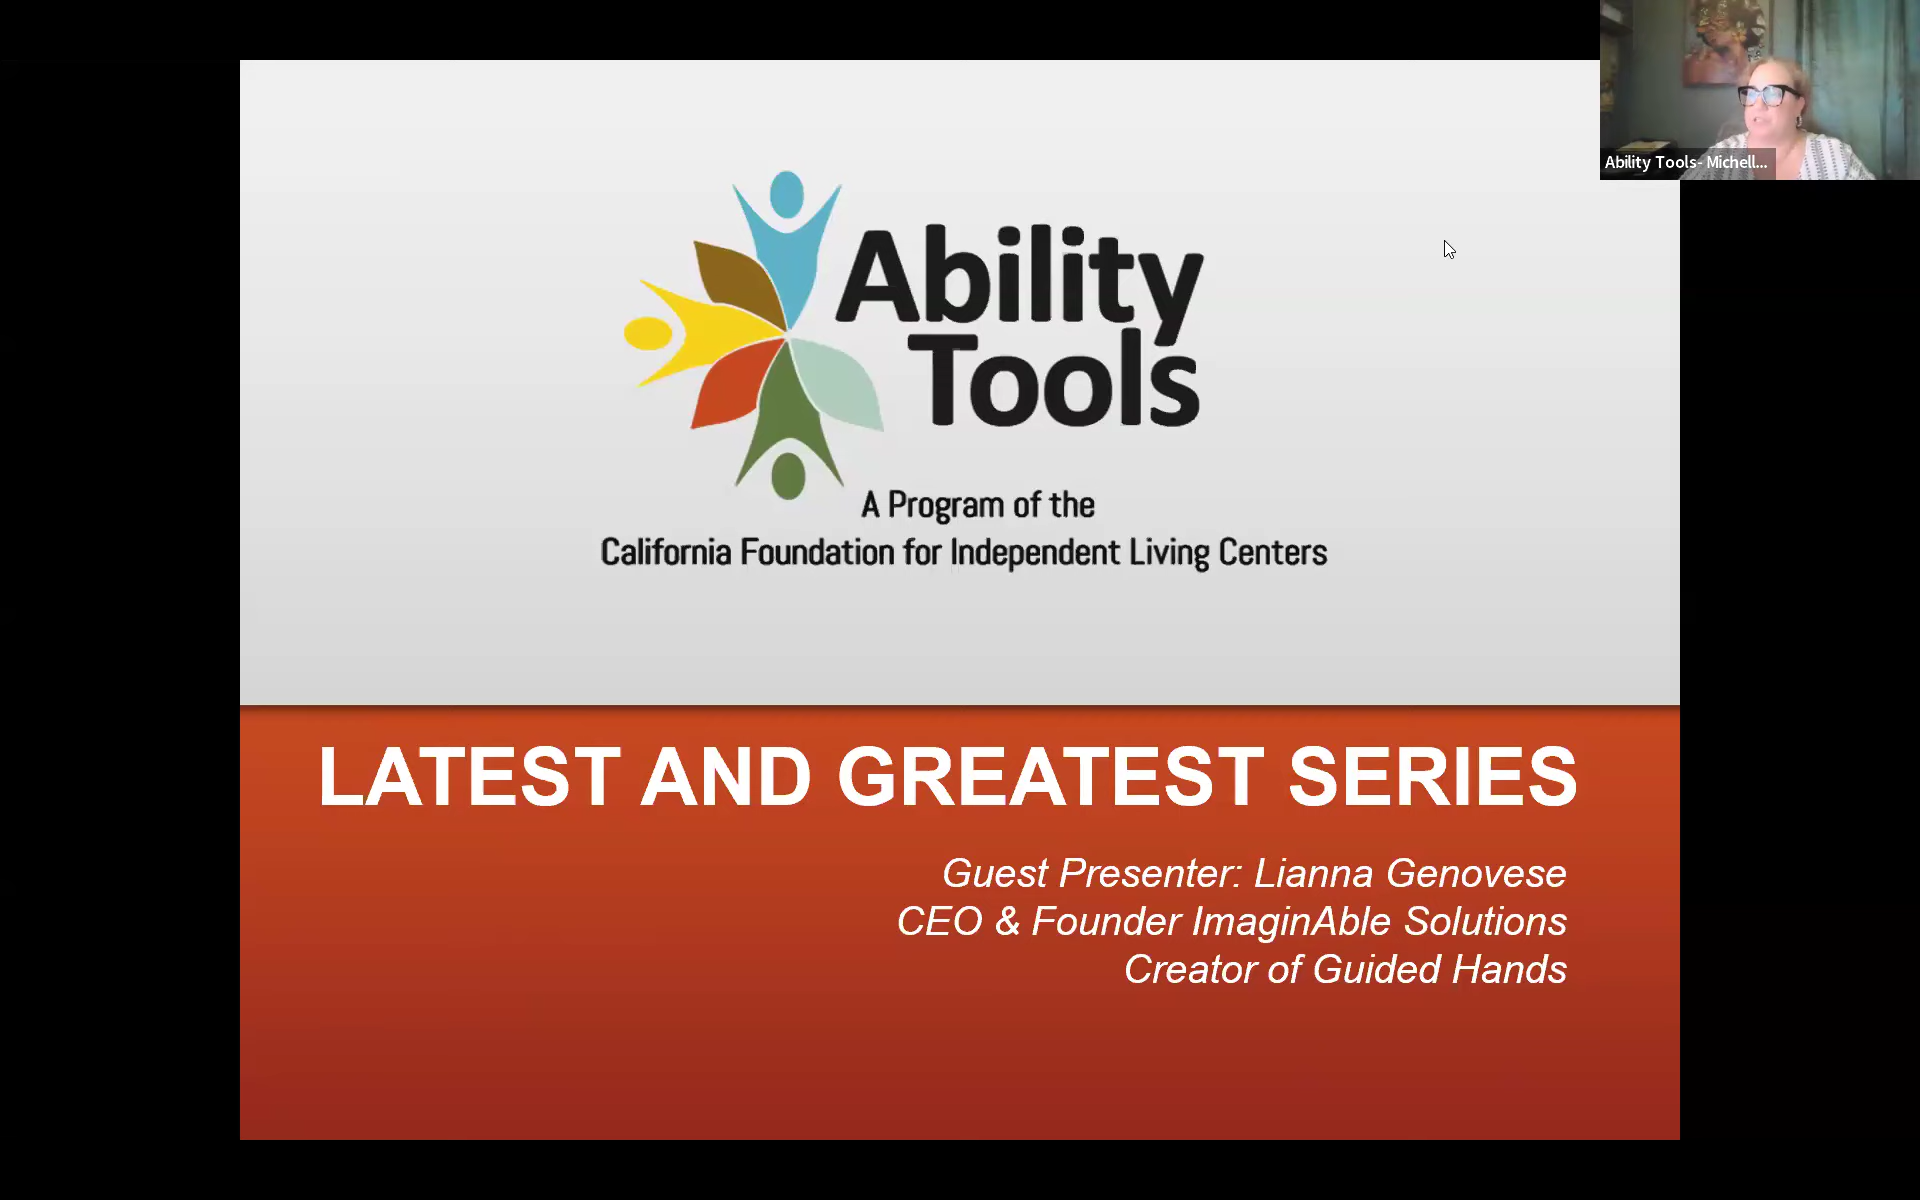 Ability Tools- Michell...
Ability
Tools
A Program of the
California Foundation for Independent Living Centers
LATEST AND GREATEST SERIES
Guest Presenter: Lianna Genovese
CEO & Founder ImaginAble Solutions
Creator of Guided Hands